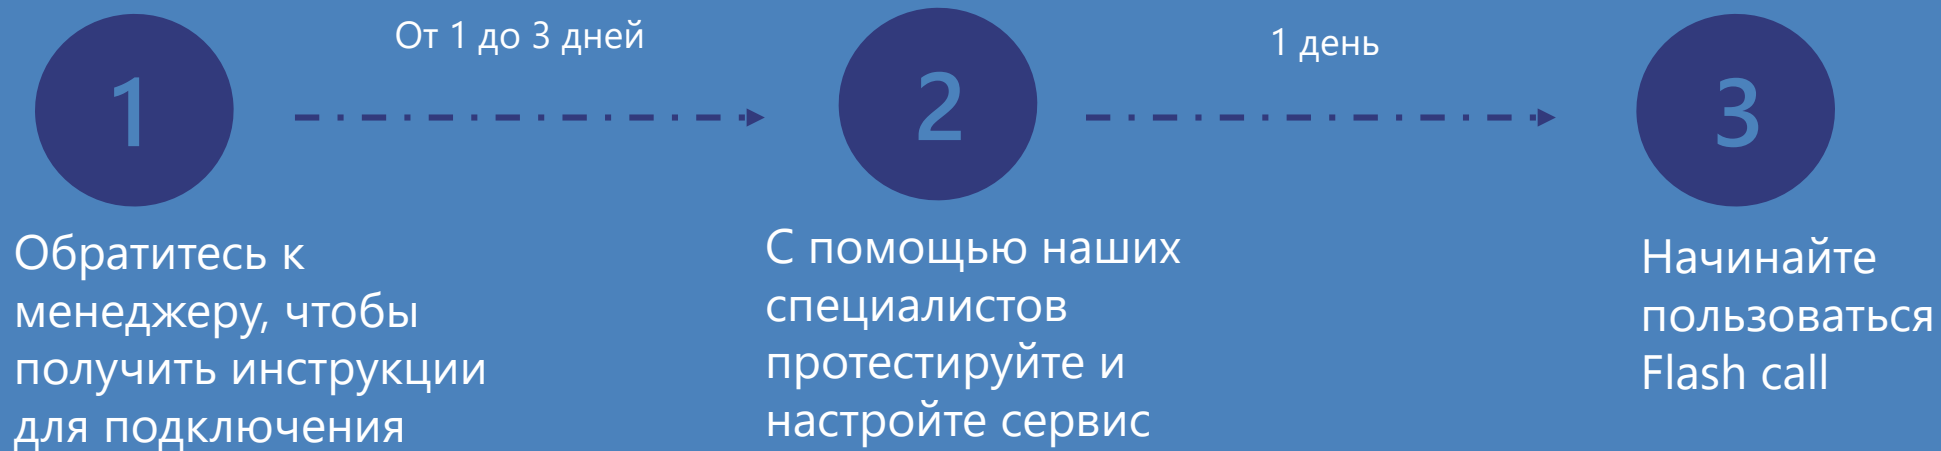 1
От 1 до 3 дней
2
1 день
3
Обратитесь к
менеджеру, чтобы
получить инструкции
для подключения
С помощью наших
специалистов
протестируйте и
настройте сервис
Начинайте
пользоваться
Flash call